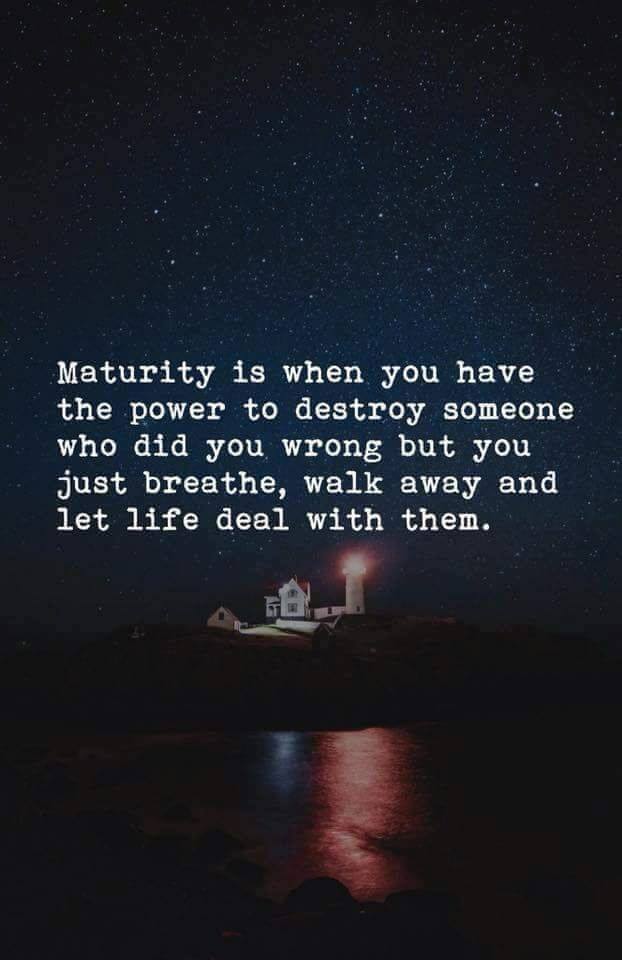 Maturity is when you have
the power to destroy someone
who did you wrong but you
just breathe, walk away and
let life deal with them.